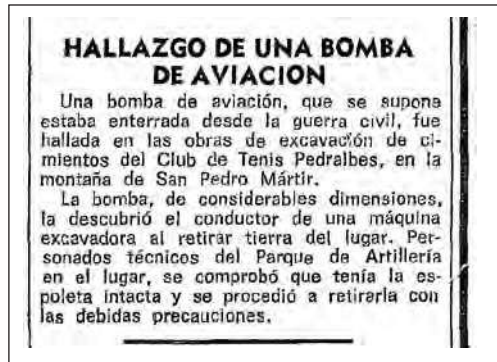 HALLAZGO DE UNA BOMBA
DE AVIACION
Una bomba de aviación, que se supone
estaba enterrada desde la guerra civil, fue
hallada en las obras de excavación de ci-
mientos del Club de Tenis Pedralbes, en la
montaña de San Pedro Mártir.
La bomba, de considerables dimensiones,
la descubrió el conductor de una máquina
excavadora al retirar tierra del lugar. Per-
sonados técnicos del Parque de Artillería
en el lugar, se comprobó que tenía la es-
poleta intacta y se procedió a retirarla con
las debidas precauciones.